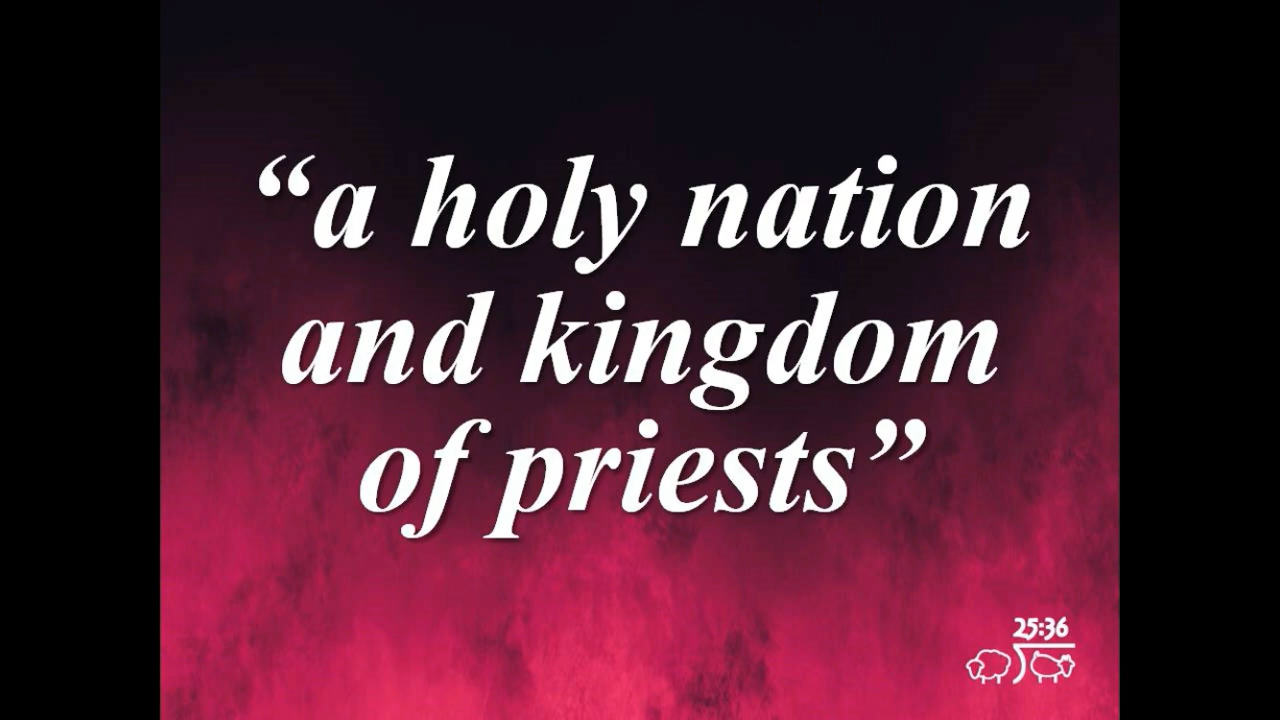 “a holy nation
and kingdom
of priests”
25:36